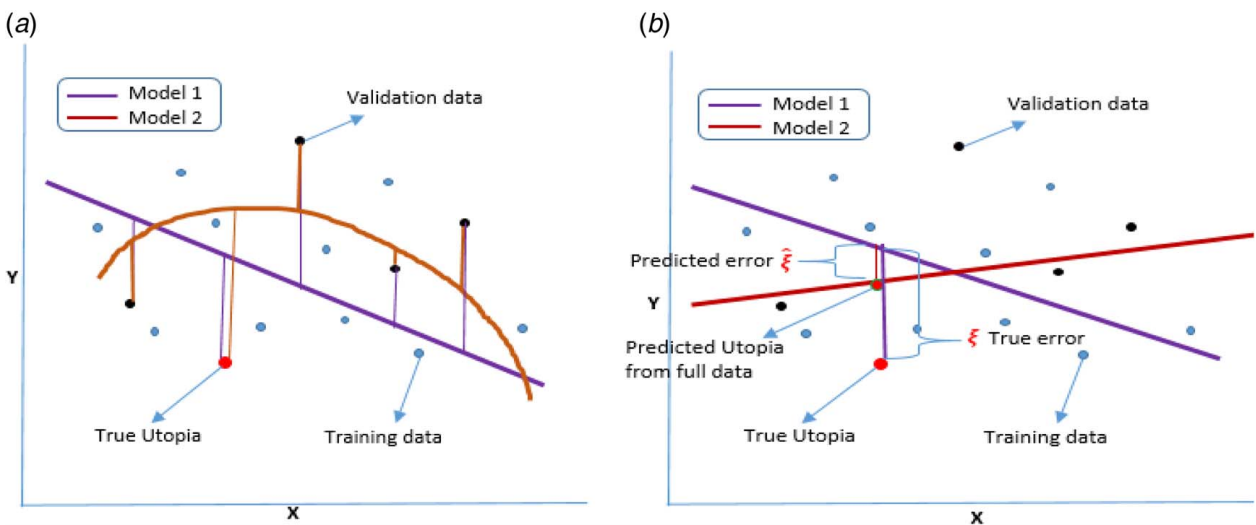 (a)
Model 1
Model 2
Validation data
Y
True Utopia
Training data
X
(b)
Model 1
Model 2
Validation data
Predicted error ξ̂
Y
Predicted Utopia
from full data
ξ True error
True Utopia
Training data
X